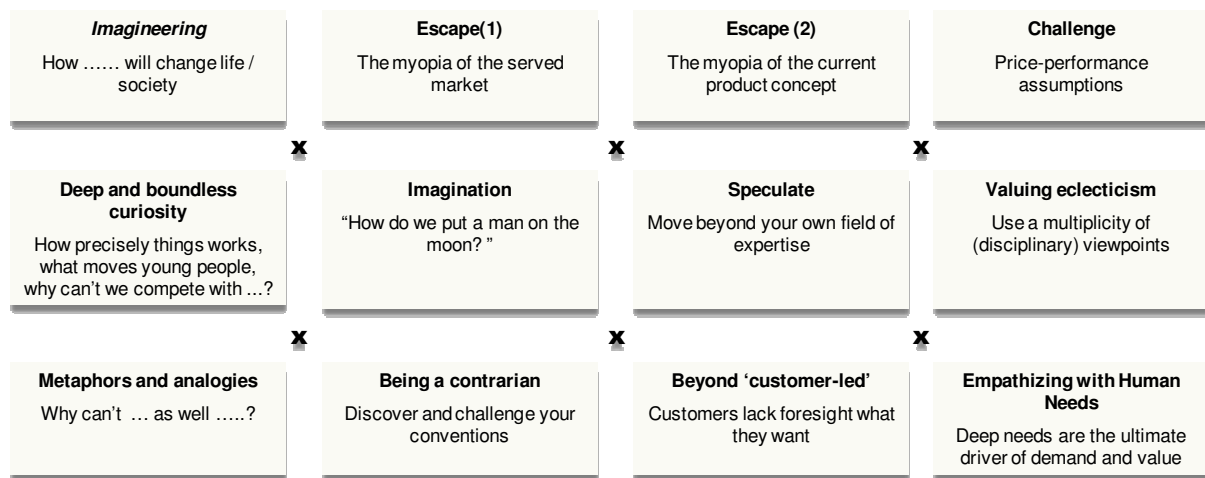 Imagineering
How …… will change life /
society
Escape(1)
The myopia of the served
market
Escape (2)
The myopia of the current
product concept
Challenge
Price-performance
assumptions
x
x
x
Deep and boundless
curiosity
How precisely things works,
what moves young people,
why can't we compete with …?
Imagination
“How do we put a man on the
moon? ”
Speculate
Move beyond your own field of
expertise
Valuing eclecticism
Use a multiplicity of
(disciplinary) viewpoints
x
x
x
Metaphors and analogies
Why can't … as well …..?
Being a contrarian
Discover and challenge your
conventions
Beyond ‘customer-led’
Customers lack foresight what
they want
Empathizing with Human
Needs
Deep needs are the ultimate
driver of demand and value